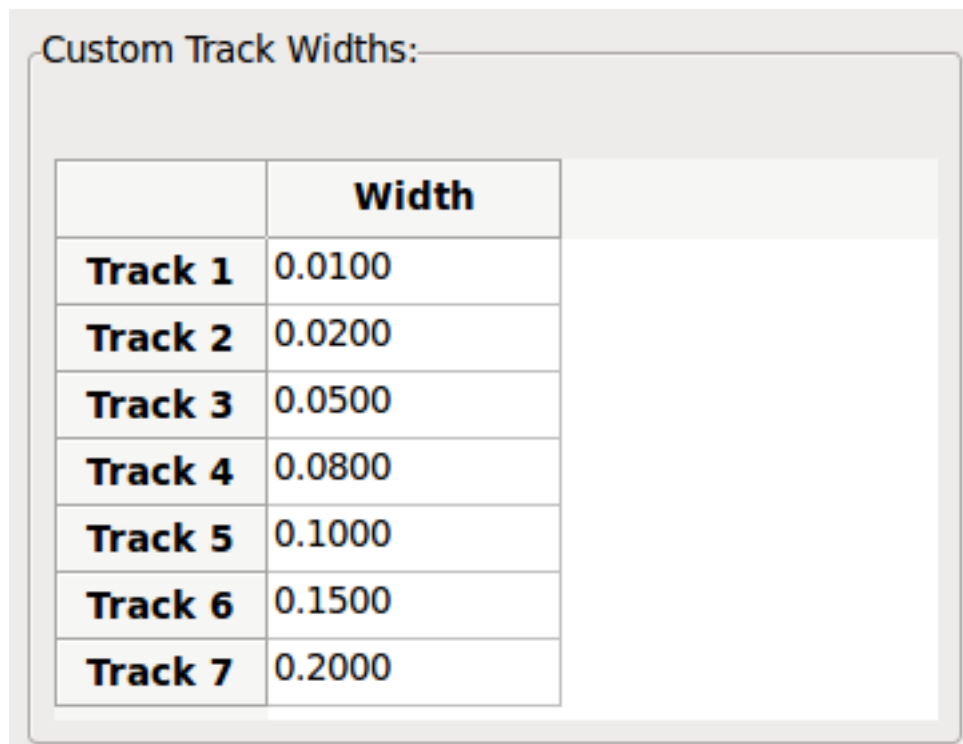 Custom Track Widths:
Width
Track 1 0.0100
Track 2 0.0200
Track 3 0.0500
Track 4 0.0800
Track 5 0.1000
Track 6 0.1500
Track 7 0.2000